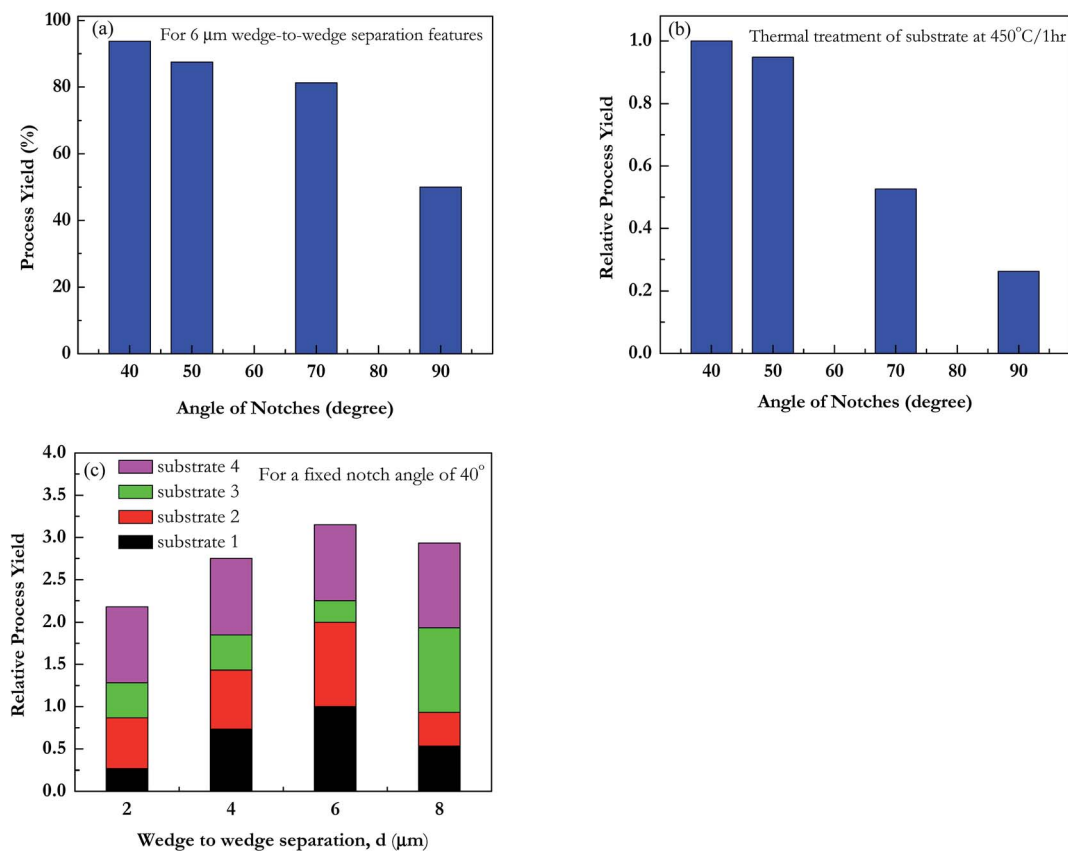 (a)
For 6 μm wedge-to-wedge separation features
100
80
60
40
20
0
Process Yield (%)
40 50 60 70 80 90
Angle of Notches (degree)
(b)
Thermal treatment of substrate at 450°C/1hr
1.0
0.8
0.6
0.4
0.2
0.0
Relative Process Yield
40 50 60 70 80 90
Angle of Notches (degree)
(c)
For a fixed notch angle of 40°
substrate 4
substrate 3
substrate 2
substrate 1
4.0
3.5
3.0
2.5
2.0
1.5
1.0
0.5
0.0
Relative Process Yield
2 4 6 8
Wedge to wedge separation, d (μm)